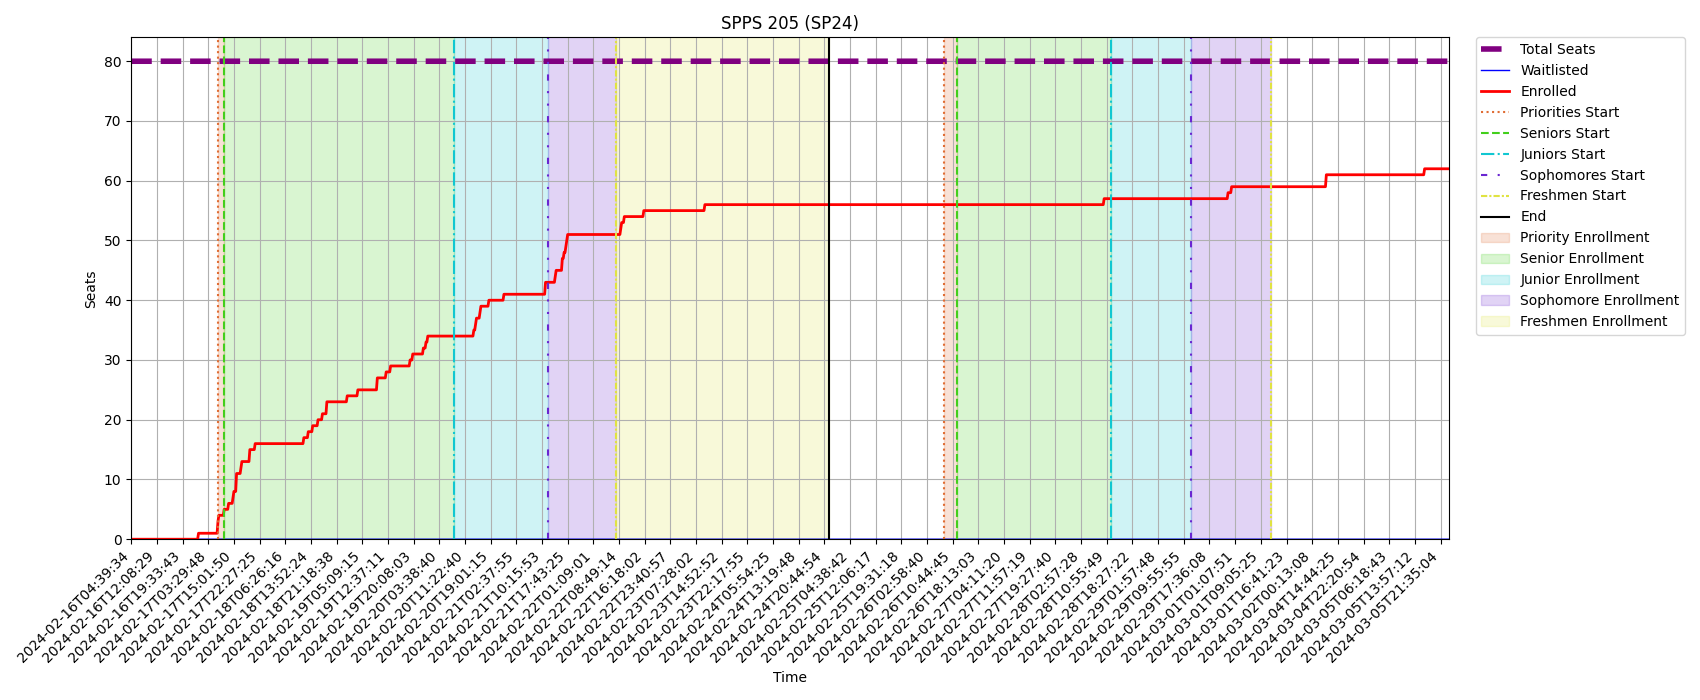 SPPS 205 (SP24)
Total Seats
Waitlisted
Enrolled
Priorities Start
Seniors Start
Juniors Start
Sophomores Start
Freshmen Start
End
Priority Enrollment
Senior Enrollment
Junior Enrollment
Sophomore Enrollment
Freshmen Enrollment
Seats
80
70
60
50
40
30
20
10
0
2024-02-16T04:39:34
2024-02-16T12:08:29
2024-02-16T19:33:43
2024-02-17T03:29:48
2024-02-17T15:01:50
2024-02-17T22:27:25
2024-02-18T06:26:16
2024-02-18T13:52:24
2024-02-18T21:18:38
2024-02-19T05:09:15
2024-02-19T12:37:11
2024-02-19T20:08:03
2024-02-20T03:38:40
2024-02-20T11:22:40
2024-02-20T19:01:15
2024-02-21T02:37:55
2024-02-21T10:15:53
2024-02-21T17:43:25
2024-02-22T01:09:01
2024-02-22T08:49:14
2024-02-22T16:18:02
2024-02-22T23:40:57
2024-02-23T07:28:02
2024-02-23T14:52:52
2024-02-23T22:17:55
2024-02-24T05:54:25
2024-02-24T13:19:48
2024-02-24T20:44:54
2024-02-25T04:38:42
2024-02-25T12:06:17
2024-02-25T19:31:18
2024-02-26T02:58:40
2024-02-26T10:44:45
2024-02-26T18:13:03
2024-02-27T04:11:20
2024-02-27T11:57:19
2024-02-27T19:27:40
2024-02-28T02:57:28
2024-02-28T10:55:49
2024-02-28T18:27:22
2024-02-29T01:57:48
2024-02-29T09:55:55
2024-02-29T17:36:08
2024-03-01T01:07:51
2024-03-01T09:05:25
2024-03-01T16:41:23
2024-03-04T00:13:08
2024-03-04T14:44:25
2024-03-04T22:20:54
2024-03-05T06:18:43
2024-03-05T13:57:12
2024-03-05T21:35:04
Time